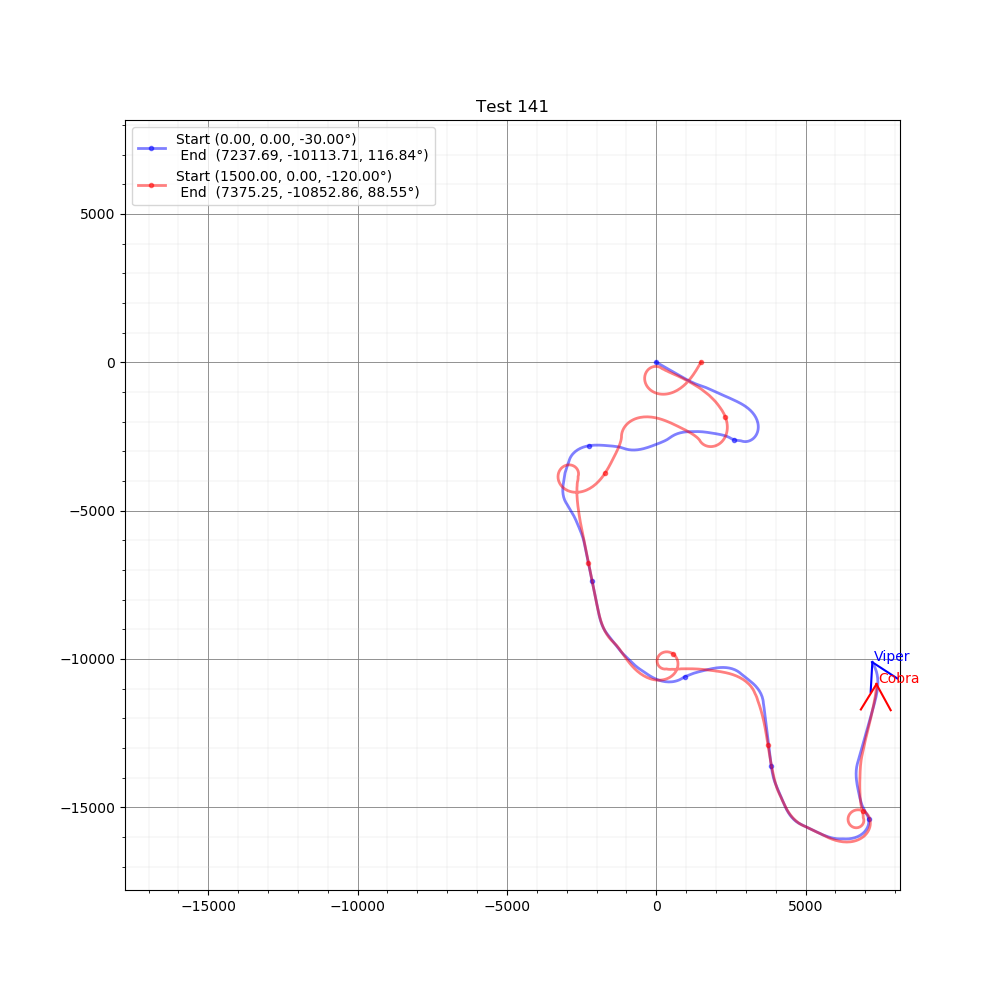 Test 141
Start (0.00, 0.00, -30.00°)
End  (7237.69, -10113.71, 116.84°)
Start (1500.00, 0.00, -120.00°)
End  (7375.25, -10852.86, 88.55°)
5000
0
−5000
−10000
−15000
Viper
Cobra
−15000
−10000
−5000
0
5000